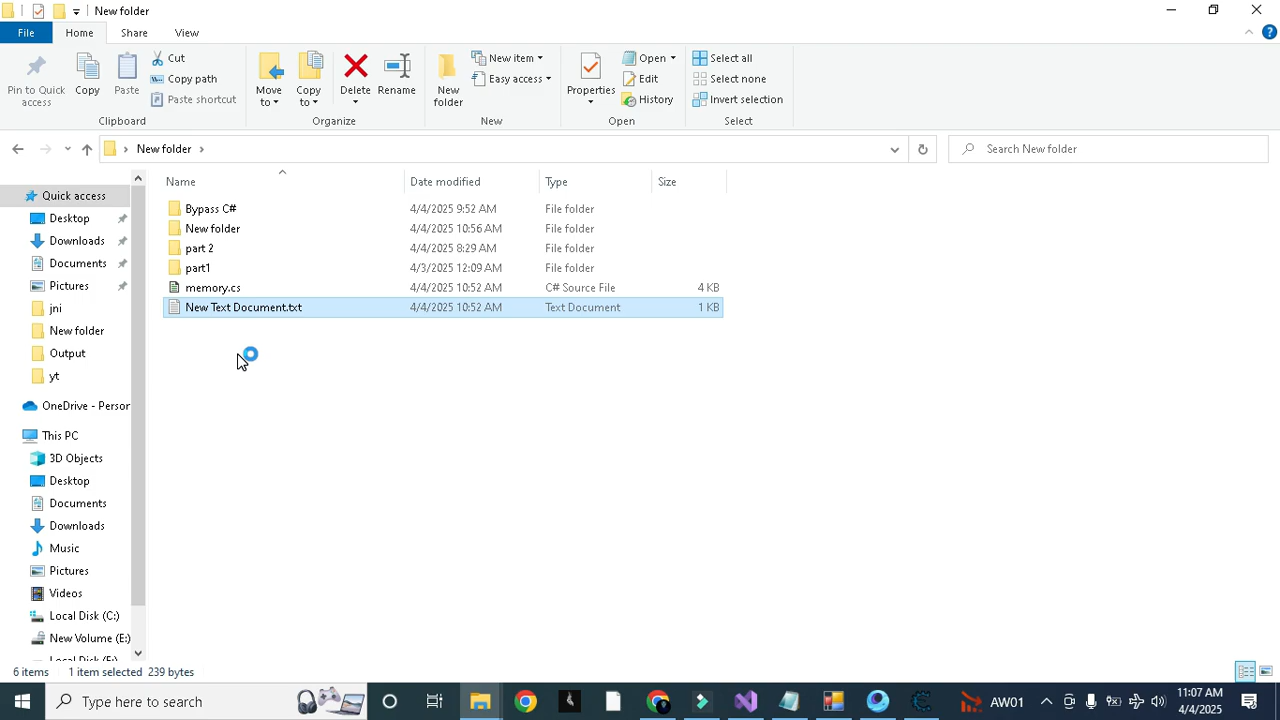 New folder
File Home Share View
Pin to Quick access
Copy
Paste
Cut
Copy path
Paste shortcut
Clipboard
Move to
Copy to
Delete
Rename
Organize
New folder
New item
Easy access
New
Properties
Open
Edit
History
Open
Select all
Select none
Invert selection
Select
New folder
Search New folder
Name Date modified Type Size
Bypass C# 4/4/2025 9:52 AM File folder
New folder 4/4/2025 10:56 AM File folder
part 2 4/4/2025 8:29 AM File folder
part1 4/3/2025 12:09 AM File folder
memory.cs 4/4/2025 10:52 AM C# Source File 4 KB
New Text Document.txt 4/4/2025 10:52 AM Text Document 1 KB
Quick access
Desktop
Downloads
Documents
Pictures
jni
New folder
Output
yt
OneDrive - Person
This PC
3D Objects
Desktop
Documents
Downloads
Music
Pictures
Videos
Local Disk (C:)
New Volume (E:)
Local Disk (F:)
6 items 1 item selected 239 bytes
Type here to search
AW01
11:07 AM
4/4/2025